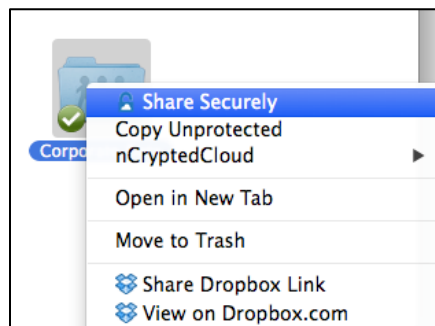 Share Securely
Corpo
Copy Unprotected
nCryptedCloud
Open in New Tab
Move to Trash
Share Dropbox Link
View on Dropbox.com